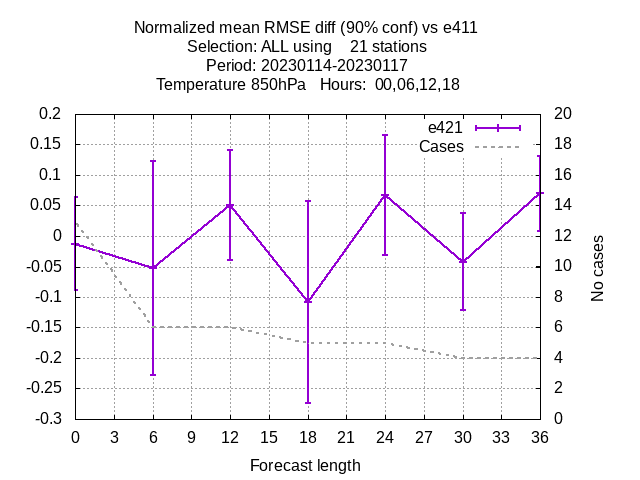 Normalized mean RMSE diff (90% conf) vs e411
Selection: ALL using    21 stations
Period: 20230114-20230117
Temperature 850hPa   Hours:  00,06,12,18
e421
Cases
0.2
0.15
0.1
0.05
0
-0.05
-0.1
-0.15
-0.2
-0.25
-0.3
20
18
16
14
12
10
8
6
4
2
0
No cases
0 3 6 9 12 15 18 21 24 27 30 33 36
Forecast length